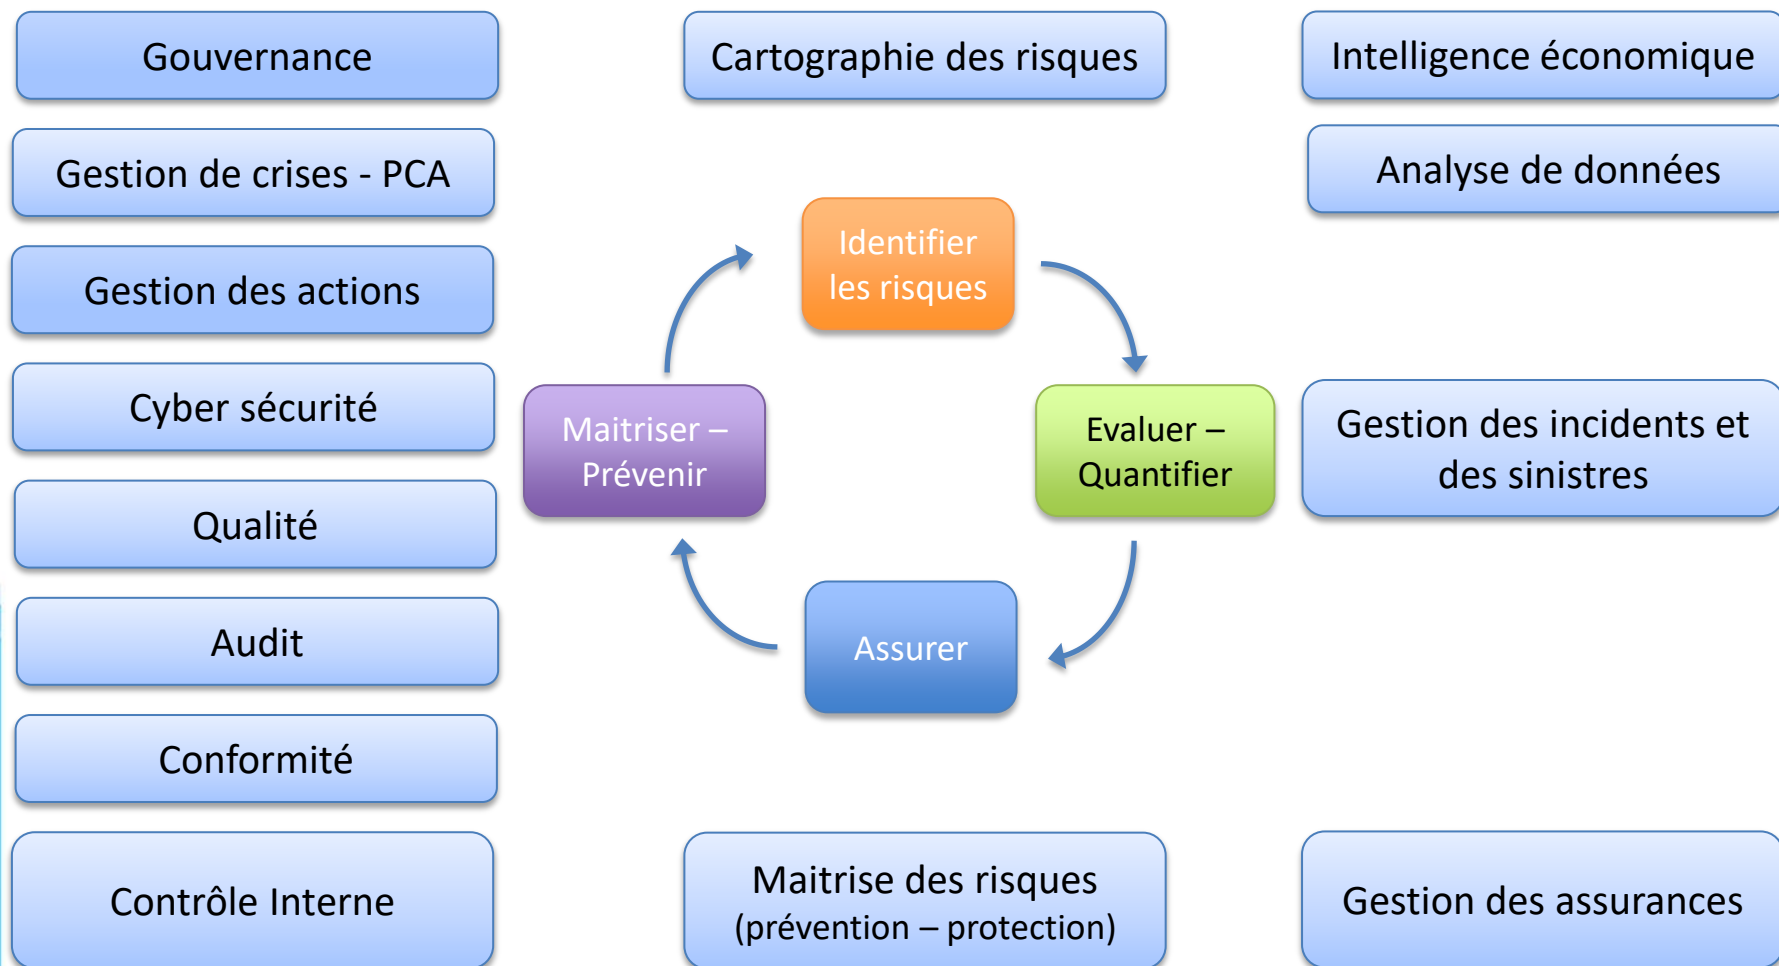 Gouvernance
Cartographie des risques
Intelligence économique
Gestion de crises - PCA
Analyse de données
Gestion des actions
Cyber sécurité
Qualité
Audit
Conformité
Contrôle Interne
Identifier
les risques
Evaluer –
Quantifier
Assurer
Maitriser –
Prévenir
Gestion des incidents et
des sinistres
Maitrise des risques
(prévention – protection)
Gestion des assurances